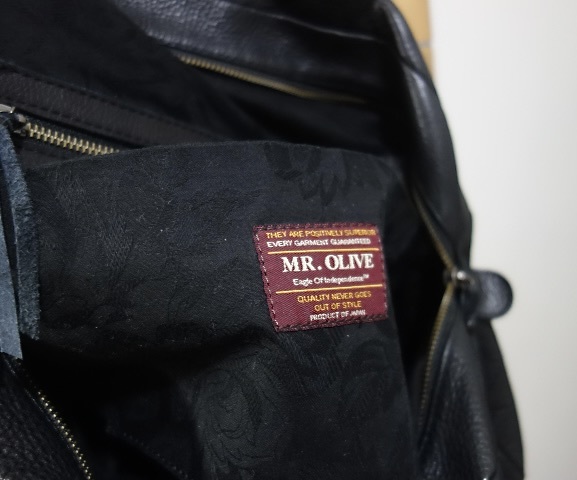 THEY ARE POSITIVELY SUPERIOR
EVERY GARMENT GUARANTEED
MR. OLIVE
Eagle Of Independence™
QUALITY NEVER GOES
OUT OF STYLE
PRODUCT OF JAPAN